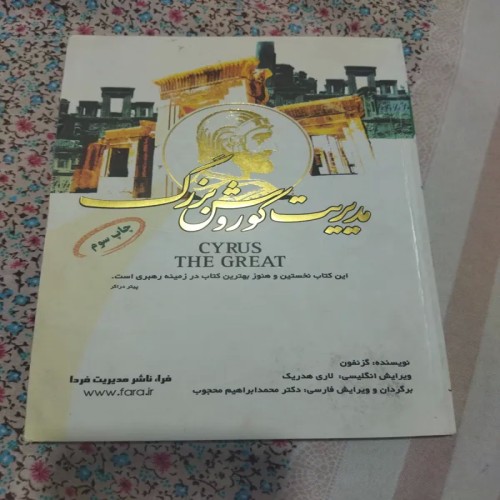 مدیریت کوروش بزرگ
چاپ سوم
CYRUS
THE GREAT
این کتاب نخستین و هنوز بهترین کتاب در زمینه رهبری است.
پیتر دراکر
نویسنده: گزنفون
ویرایش انگلیسی: لاری هدریک
برگردان و ویرایش فارسی: دکتر محمدابراهیم محجوب
فرا، ناشر مدیریت فردا
www.fara.ir